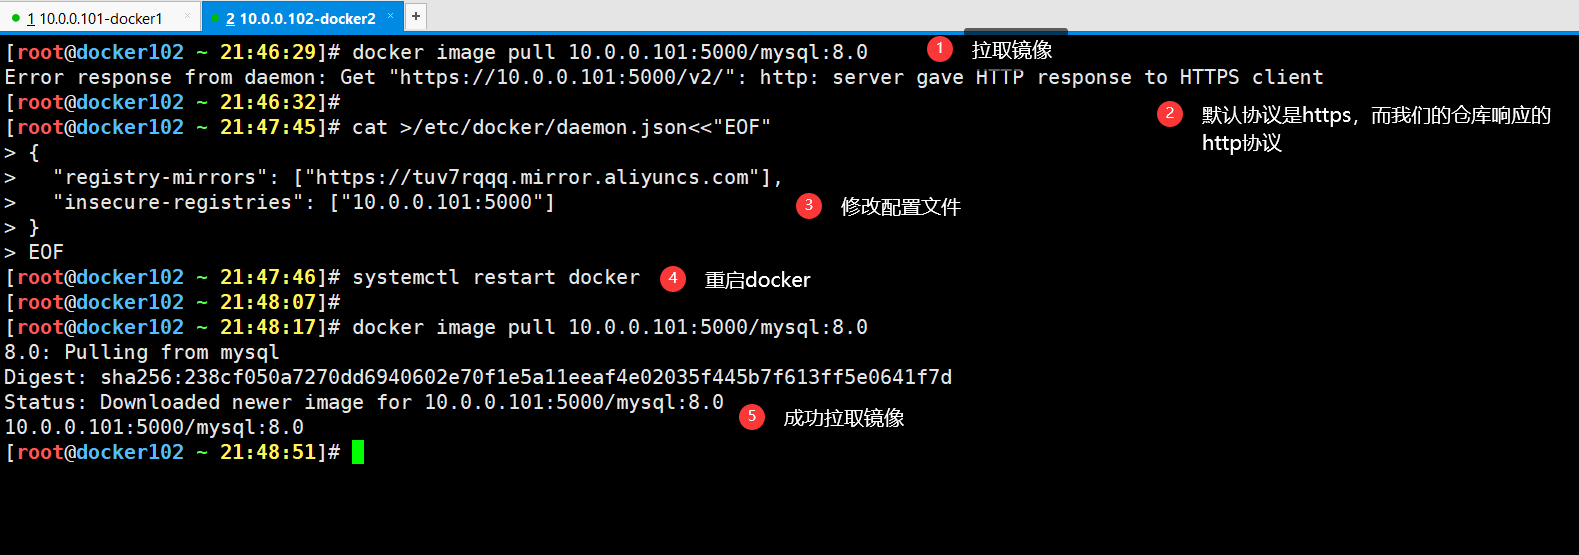 1 10.0.0.101-docker1 × 2 10.0.0.102-docker2 × +
[root@docker102 ~ 21:46:29]# docker image pull 10.0.0.101:5000/mysql:8.0
1 拉取镜像
Error response from daemon: Get "https://10.0.0.101:5000/v2/": http: server gave HTTP response to HTTPS client
[root@docker102 ~ 21:46:32]#
2 默认协议是https，而我们的仓库响应的
http协议
[root@docker102 ~ 21:47:45]# cat >/etc/docker/daemon.json<<"EOF"
> {
>   "registry-mirrors": ["https://tuv7rqqq.mirror.aliyuncs.com"],
>   "insecure-registries": ["10.0.0.101:5000"]
3 修改配置文件
> }
> EOF
[root@docker102 ~ 21:47:46]# systemctl restart docker
4 重启docker
[root@docker102 ~ 21:48:07]#
[root@docker102 ~ 21:48:17]# docker image pull 10.0.0.101:5000/mysql:8.0
8.0: Pulling from mysql
Digest: sha256:238cf050a7270dd6940602e70f1e5a11eeaf4e02035f445b7f613ff5e0641f7d
Status: Downloaded newer image for 10.0.0.101:5000/mysql:8.0
5 成功拉取镜像
10.0.0.101:5000/mysql:8.0
[root@docker102 ~ 21:48:51]#